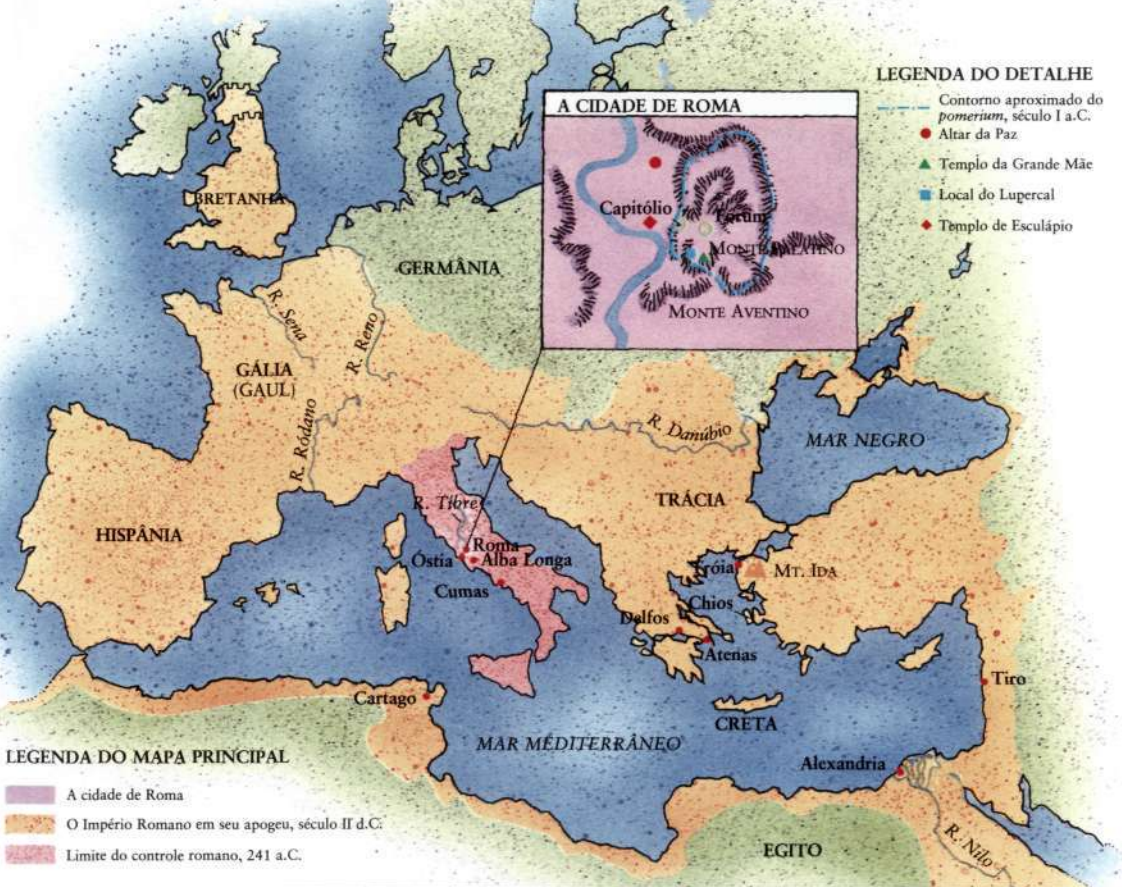 LEGENDA DO DETALHE
Contorno aproximado do
pomerium, século I a.C.
Altar da Paz
Templo da Grande Mãe
Local do Lupercal
Templo de Esculápio
A CIDADE DE ROMA
Capitólio
Fórum
MONTE PALATINO
MONTE AVENTINO
BRETANHA
GERMÂNIA
R. Sena
R. Reno
GÁLIA
(GAUL)
R. Ródano
R. Danúbio
MAR NEGRO
HISPÂNIA
TRÁCIA
R. Tibre
Roma
Óstia
Alba Longa
Cumas
Tróia
MT. IDA
Chios
Delfos
Atenas
Cartago
Tiro
CRETA
MAR MÉDITERRÂNEO
Alexandria
EGITO
R. Nilo
LEGENDA DO MAPA PRINCIPAL
A cidade de Roma
O Império Romano em seu apogeu, século II d.C.
Limite do controle romano, 241 a.C.